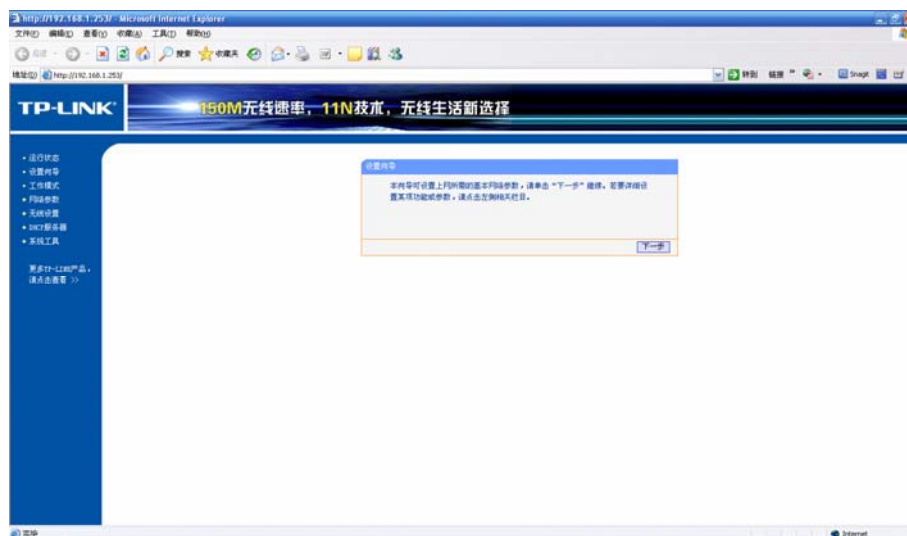 http://192.168.1.253/ - Microsoft Internet Explorer
文件(F) 编辑(E) 查看(V) 收藏(A) 工具(T) 帮助(H)
后退 搜索 收藏夹
地址(D) http://192.168.1.253/ 转到 链接 » SnagIt
TP-LINK
150M无线速率，11N技术，无线生活新选择
• 运行状态
• 设置向导
• 工作模式
• 网络参数
• 无线设置
• DHCP服务器
• 系统工具
更多TP-LINK产品，
请点击查看 >>
设置向导
本向导可设置上网所需的基本网络参数，请单击“下一步”继续。若要详细设
置某项功能或参数，请点击左侧相关栏目。
下一步
完毕 Internet